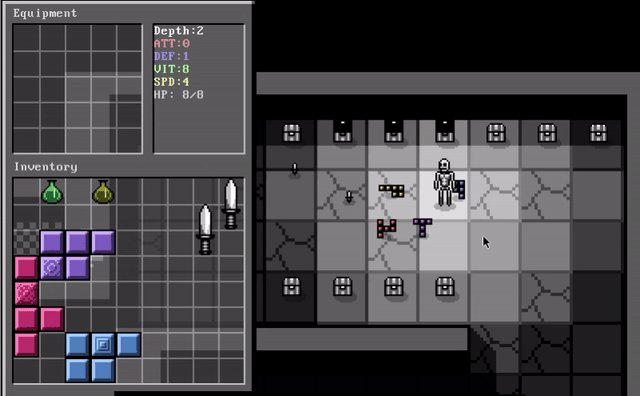 Equipment
Depth:2
ATT:0
DEF:1
VIT:8
SPD:4
HP: 8/8
Inventory